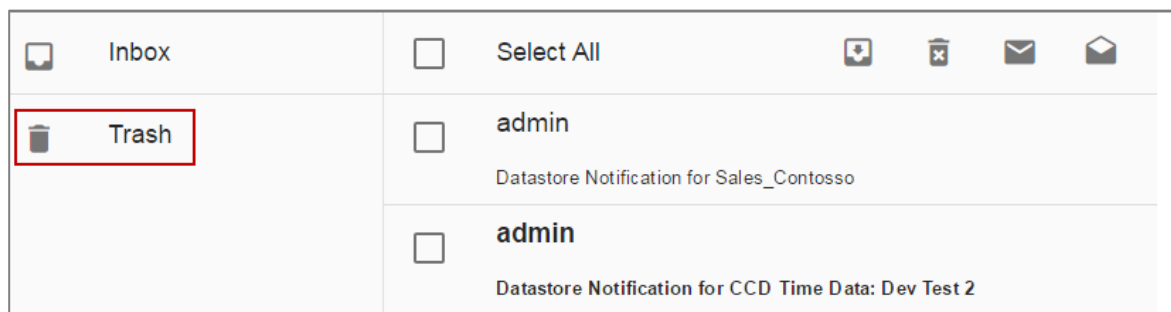 Inbox
Select All
Trash
admin
Datastore Notification for Sales_Contosso
admin
Datastore Notification for CCD Time Data: Dev Test 2